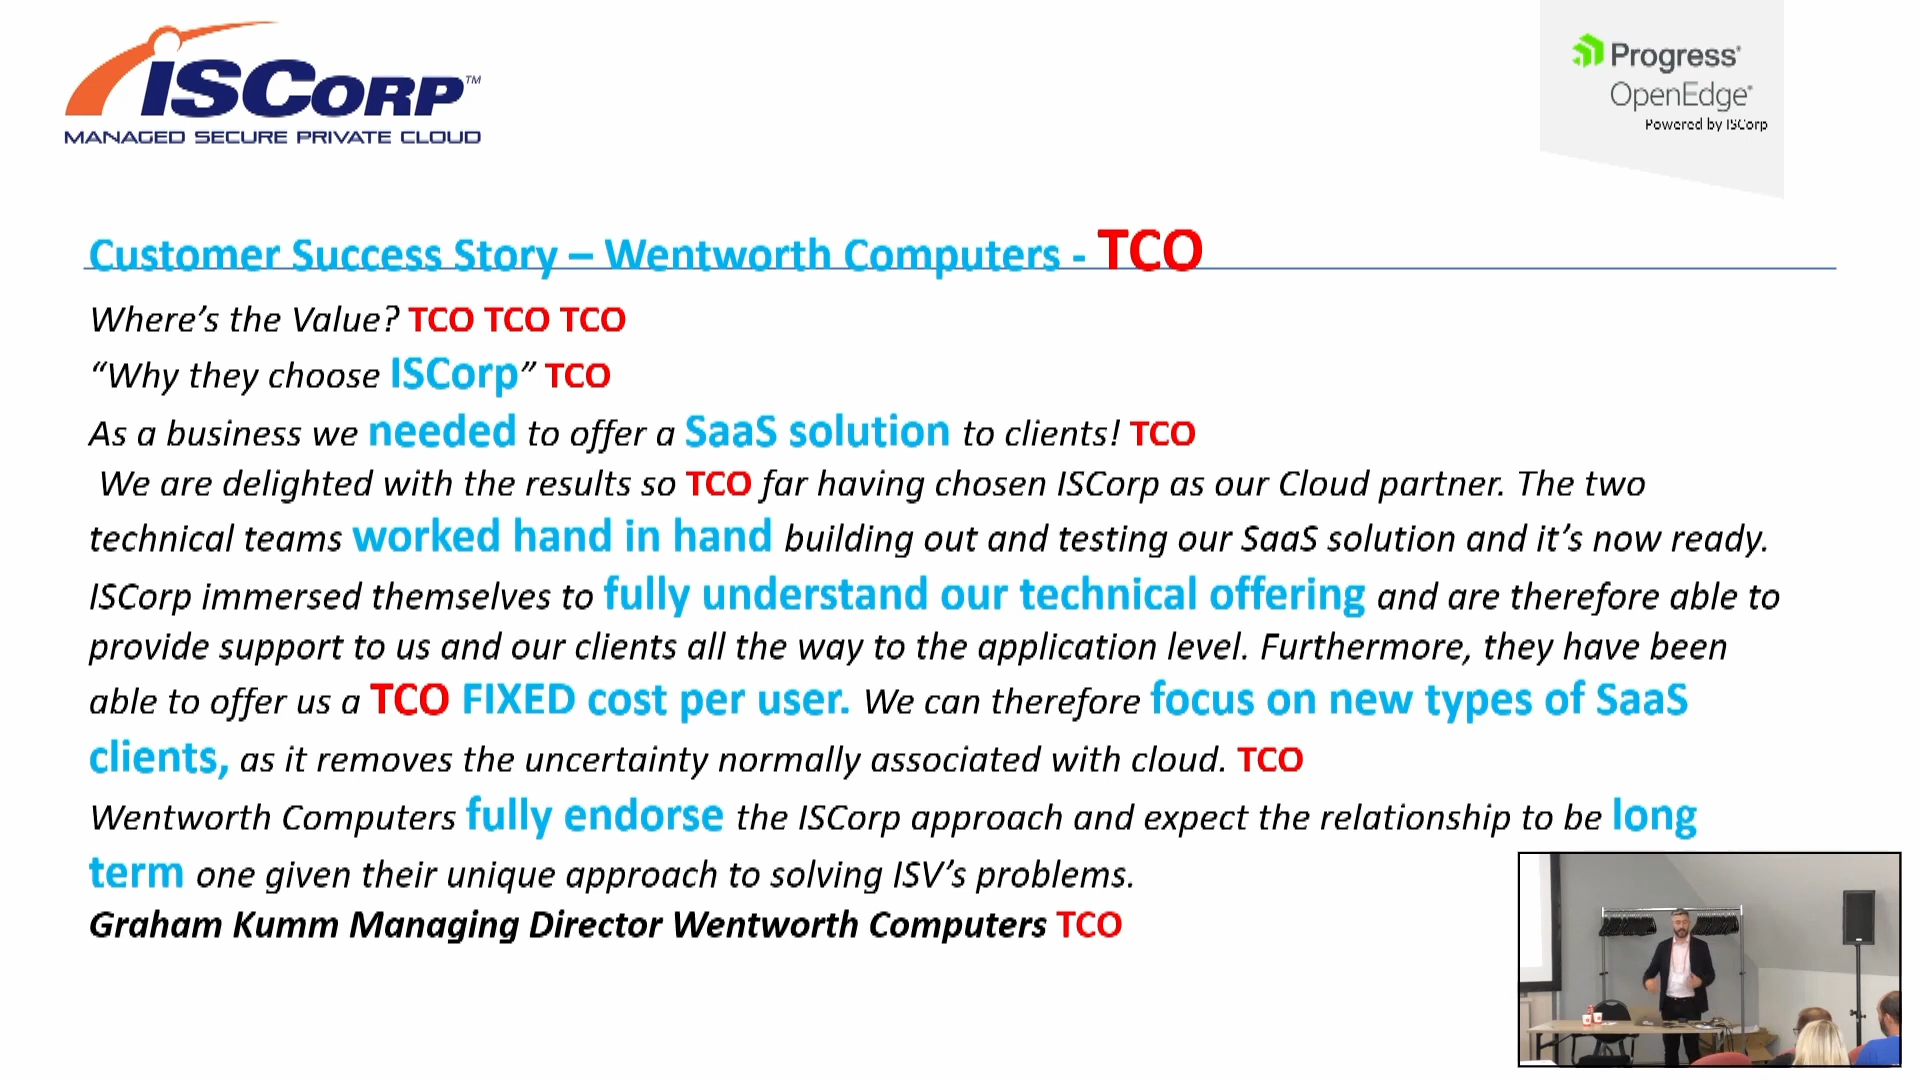 ISCORP™
MANAGED SECURE PRIVATE CLOUD
Progress®
OpenEdge®
Powered by ISCorp
Customer Success Story – Wentworth Computers - TCO
Where’s the Value? TCO TCO TCO
“Why they choose ISCorp” TCO
As a business we needed to offer a SaaS solution to clients! TCO
We are delighted with the results so TCO far having chosen ISCorp as our Cloud partner. The two
technical teams worked hand in hand building out and testing our SaaS solution and it’s now ready.
ISCorp immersed themselves to fully understand our technical offering and are therefore able to
provide support to us and our clients all the way to the application level. Furthermore, they have been
able to offer us a TCO FIXED cost per user. We can therefore focus on new types of SaaS
clients, as it removes the uncertainty normally associated with cloud. TCO
Wentworth Computers fully endorse the ISCorp approach and expect the relationship to be long
term one given their unique approach to solving ISV’s problems.
Graham Kumm Managing Director Wentworth Computers TCO